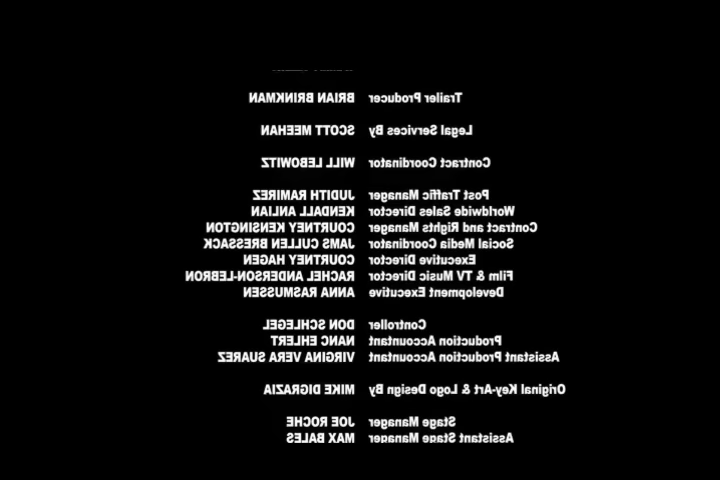 Trailer Producer BRIAN BRINKMAN
Legal Services By SCOTT MEEHAN
Contract Coordinator WILL LEBOWITZ
Post Traffic Manager JUDITH RAMIREZ
Worldwide Sales Director KENDALL ANLIAN
Contract and Rights Manager COURTNEY KENSINGTON
Social Media Coordinator JAMS CULLEN BRESSACK
Executive Director COURTNEY HAGEN
Film & TV Music Director RACHEL ANDERSON-LEBRON
Development Executive ANNA RASMUSSEN
Controller DON SCHLEGEL
Production Accountant NANC EHLERT
Assistant Production Accountant VIRGINA VERA SUAREZ
Original Key-Art & Logo Design By MIKE DIGRAZIA
Stage Manager JOE ROCHE
Assistant Stage Manager MAX BALES